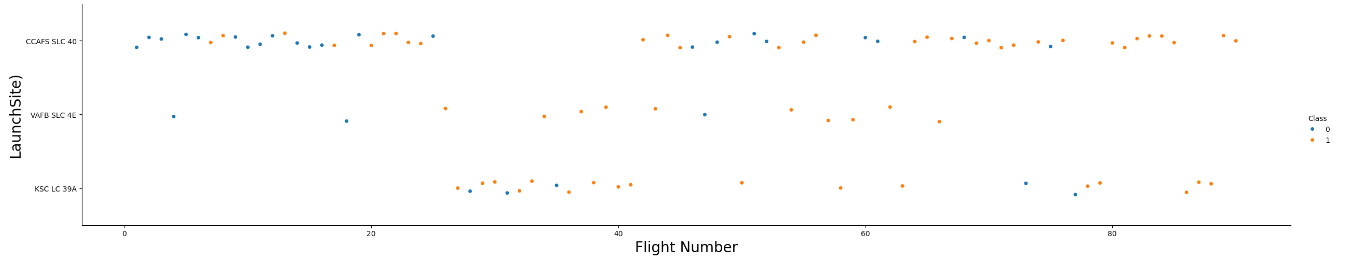 LaunchSite)
CCAFS SLC 40
VAFB SLC 4E
KSC LC 39A
0 20 40 60 80
Flight Number
Class
0
1